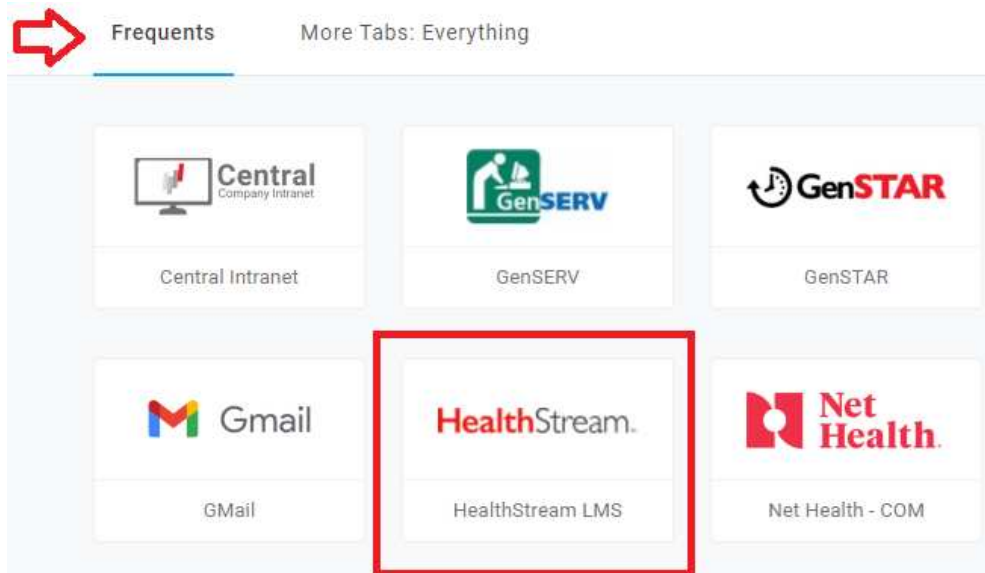 Frequents More Tabs: Everything
Central
Company Intranet
GenSERV
GenSTAR
Central Intranet
GenSERV
GenSTAR
Gmail
HealthStream.
Net
Health.
GMail
HealthStream LMS
Net Health - COM